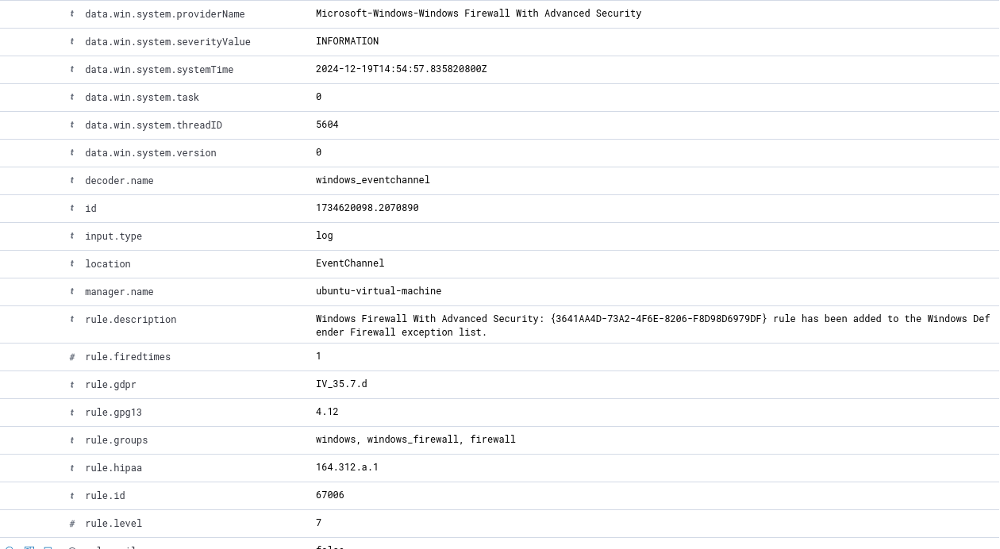 t data.win.system.providerName Microsoft-Windows-Windows Firewall With Advanced Security
t data.win.system.severityValue INFORMATION
t data.win.system.systemTime 2024-12-19T14:54:57.835820800Z
t data.win.system.task 0
t data.win.system.threadID 5604
t data.win.system.version 0
t decoder.name windows_eventchannel
t id 1734620098.2070890
t input.type log
t location EventChannel
t manager.name ubuntu-virtual-machine
t rule.description Windows Firewall With Advanced Security: {3641AA4D-73A2-4F6E-8206-F8D98D6979DF} rule has been added to the Windows Def
ender Firewall exception list.
# rule.firedtimes 1
t rule.gdpr IV_35.7.d
t rule.gpg13 4.12
t rule.groups windows, windows_firewall, firewall
t rule.hipaa 164.312.a.1
t rule.id 67006
# rule.level 7